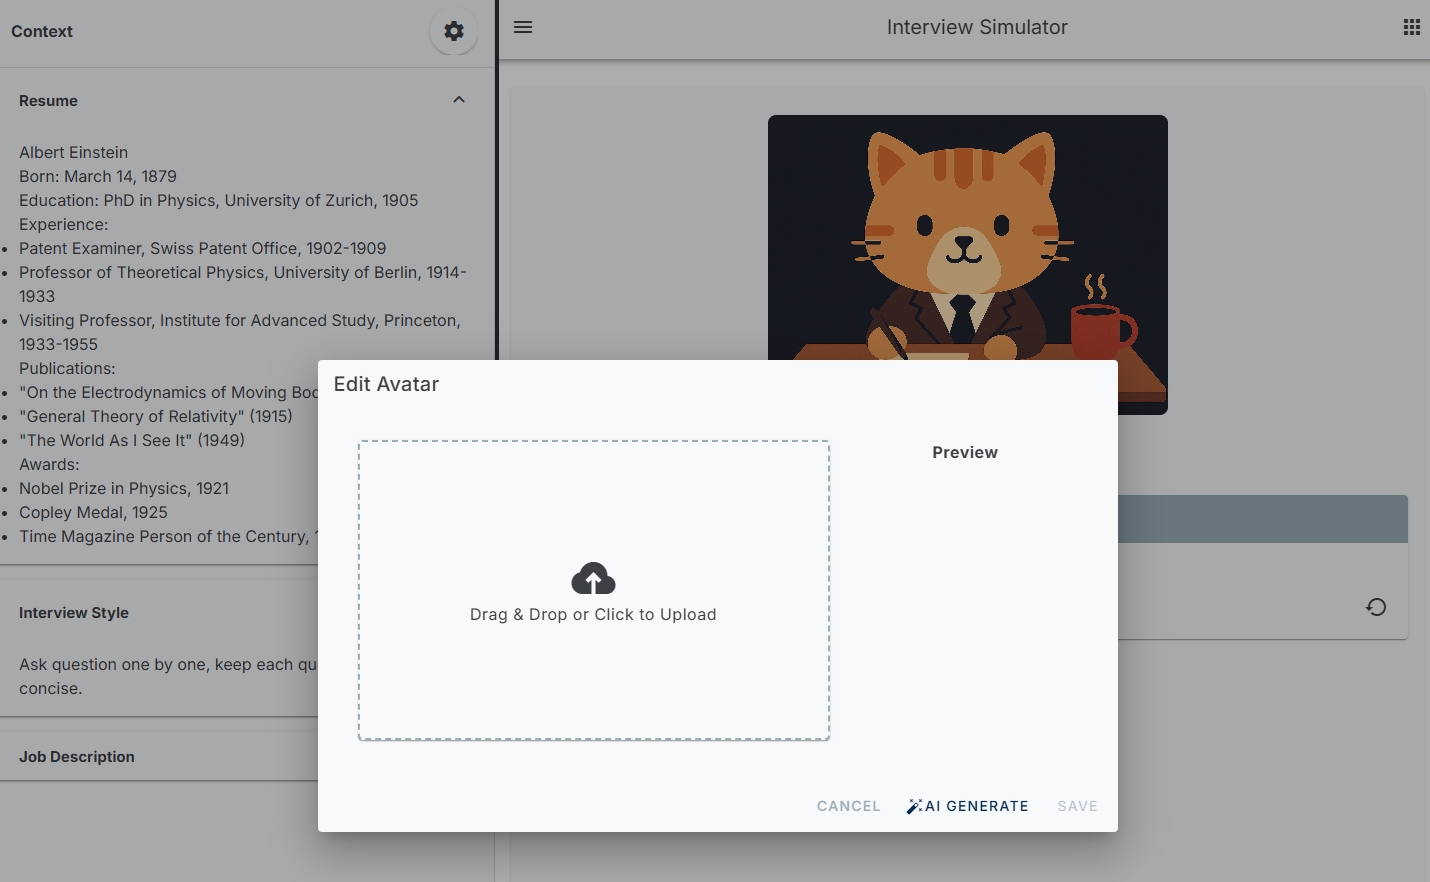 Context
Resume
Albert Einstein
Born: March 14, 1879
Education: PhD in Physics, University of Zurich, 1905
Experience:
Patent Examiner, Swiss Patent Office, 1902-1909
Professor of Theoretical Physics, University of Berlin, 1914-
1933
Visiting Professor, Institute for Advanced Study, Princeton,
1933-1955
Publications:
"On the Electrodynamics of Moving
"General Theory of Relativity" (1915)
"The World As I See It" (1949)
Awards:
Nobel Prize in Physics, 1921
Copley Medal, 1925
Time Magazine Person of the Century,
Interview Style
Ask question one by one, keep each
concise.
Job Description
Interview Simulator
Edit Avatar
Drag & Drop or Click to Upload
Preview
CANCEL
AI GENERATE
SAVE